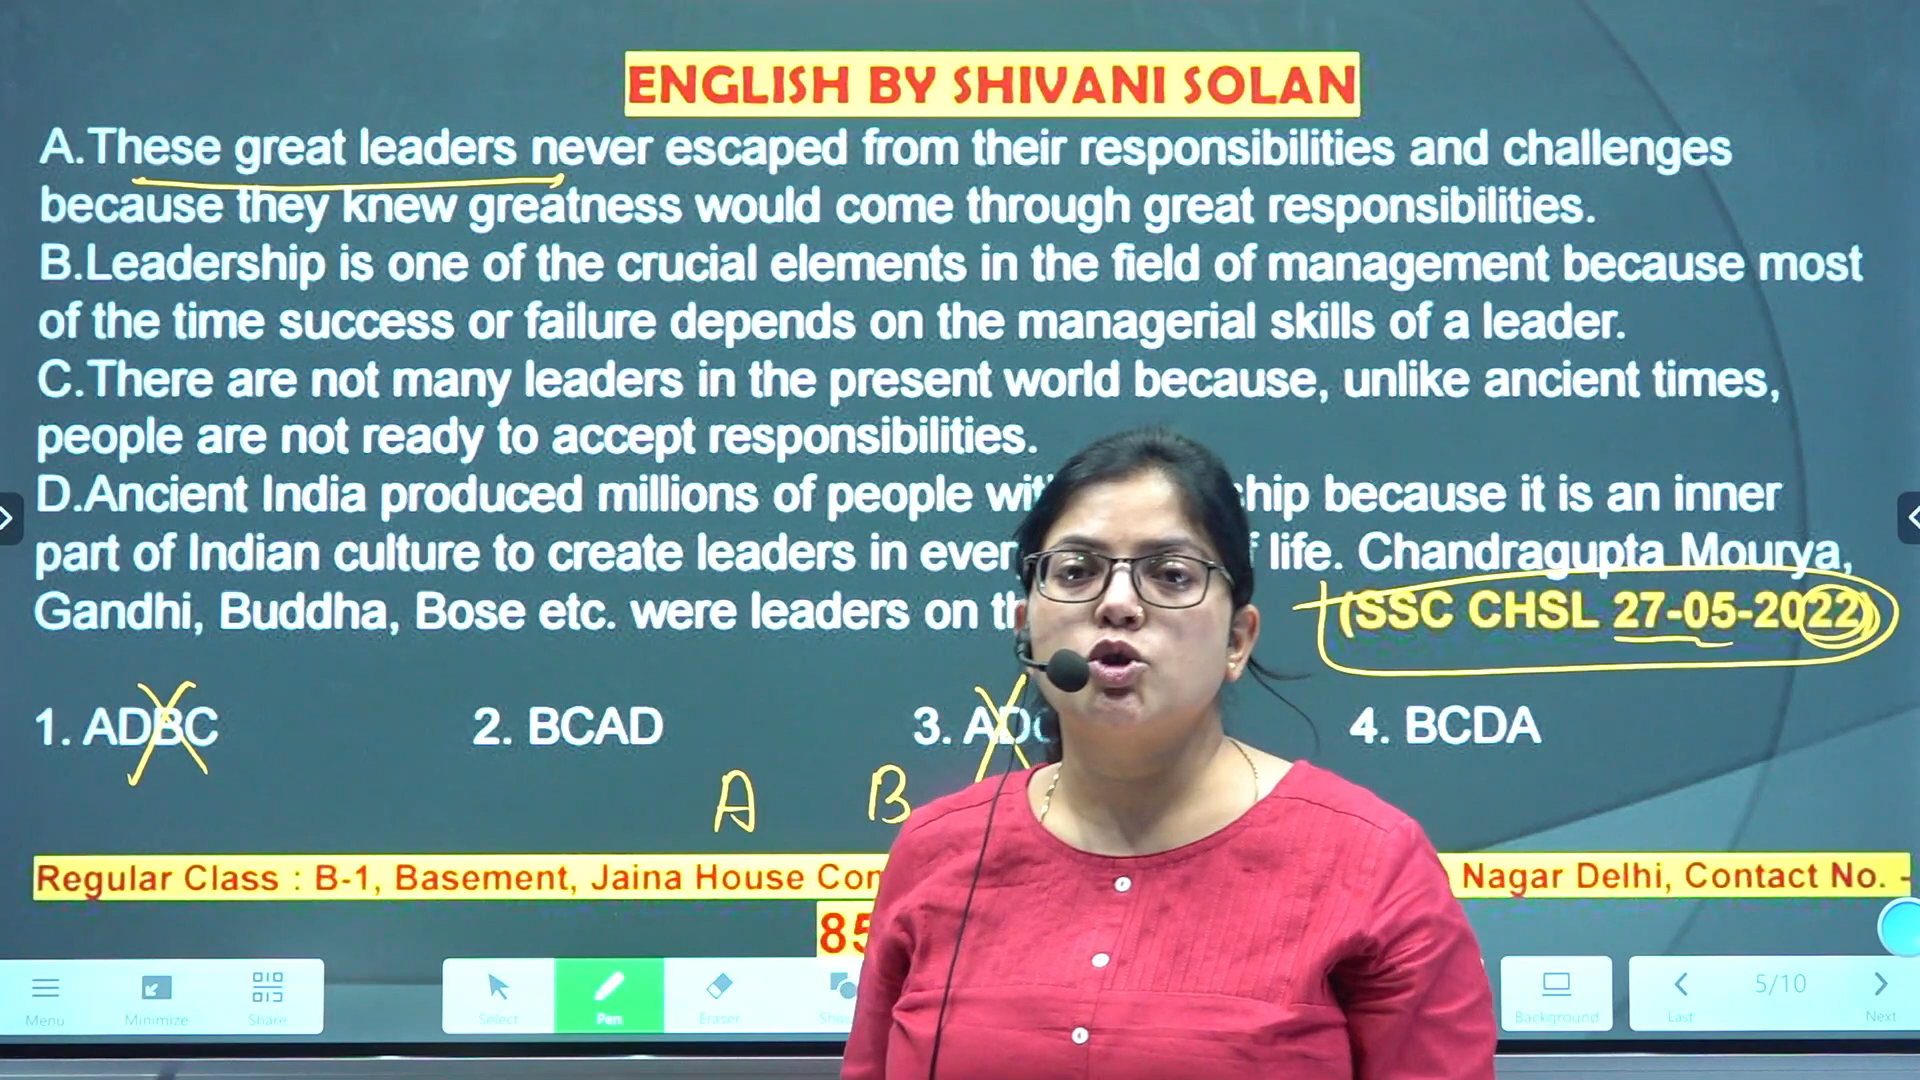 ENGLISH BY SHIVANI SOLAN
A.These great leaders never escaped from their responsibilities and challenges
because they knew greatness would come through great responsibilities.
B.Leadership is one of the crucial elements in the field of management because most
of the time success or failure depends on the managerial skills of a leader.
C.There are not many leaders in the present world because, unlike ancient times,
people are not ready to accept responsibilities.
D.Ancient India produced millions of people because it is an inner
part of Indian culture to create leaders in life. Chandragupta Mourya,
Gandhi, Buddha, Bose etc. were leaders on
(SSC CHSL 27-05-2022)
1. ADBC 2. BCAD 3. 4. BCDA
A B
Regular Class : B-1, Basement, Jaina House Nagar Delhi, Contact No. -
85
Menu Minimize Share Select Pen Eraser Background Last 5/10 Next